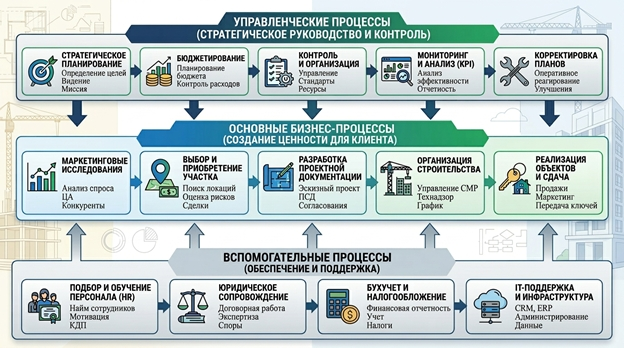 УПРАВЛЕНЧЕСКИЕ ПРОЦЕССЫ
(СТРАТЕГИЧЕСКОЕ РУКОВОДСТВО И КОНТРОЛЬ)
СТРАТЕГИЧЕСКОЕ
ПЛАНИРОВАНИЕ
Определение целей
Видение
Миссия
БЮДЖЕТИРОВАНИЕ
Планирование
бюджета
Контроль расходов
КОНТРОЛЬ
И ОРГАНИЗАЦИЯ
Управление
Стандарты
Ресурсы
МОНИТОРИНГ
И АНАЛИЗ (KPI)
Анализ
эффективности
Отчетность
КОРРЕКТИРОВКА
ПЛАНОВ
Оперативное
реагирование
Улучшения
ОСНОВНЫЕ БИЗНЕС-ПРОЦЕССЫ
(СОЗДАНИЕ ЦЕННОСТИ ДЛЯ КЛИЕНТА)
МАРКЕТИНГОВЫЕ
ИССЛЕДОВАНИЯ
Анализ спроса
ЦА
Конкуренты
ВЫБОР И
ПРИОБРЕТЕНИЕ
УЧАСТКА
Поиск локаций
Оценка рисков
Сделки
РАЗРАБОТКА
ПРОЕКТНОЙ
ДОКУМЕНТАЦИИ
Эскизный проект
ПСД
Согласования
ОРГАНИЗАЦИЯ
СТРОИТЕЛЬСТВА
Управление СМР
Технадзор
График
РЕАЛИЗАЦИЯ
ОБЪЕКТОВ
И СДАЧА
Продажи
Маркетинг
Передача ключей
ВСПОМОГАТЕЛЬНЫЕ ПРОЦЕССЫ
(ОБЕСПЕЧЕНИЕ И ПОДДЕРЖКА)
ПОДБОР И ОБУЧЕНИЕ
ПЕРСОНАЛА (HR)
Найм сотрудников
Мотивация
КДП
ЮРИДИЧЕСКОЕ
СОПРОВОЖДЕНИЕ
Договорная работа
Экспертиза
Споры
БУХУЧЕТ И
НАЛОГООБЛОЖЕНИЕ
Финансовая отчетность
Учет
Налоги
IT-ПОДДЕРЖКА
И ИНФРАСТРУКТУРА
CRM, ERP
Администрирование
Данные